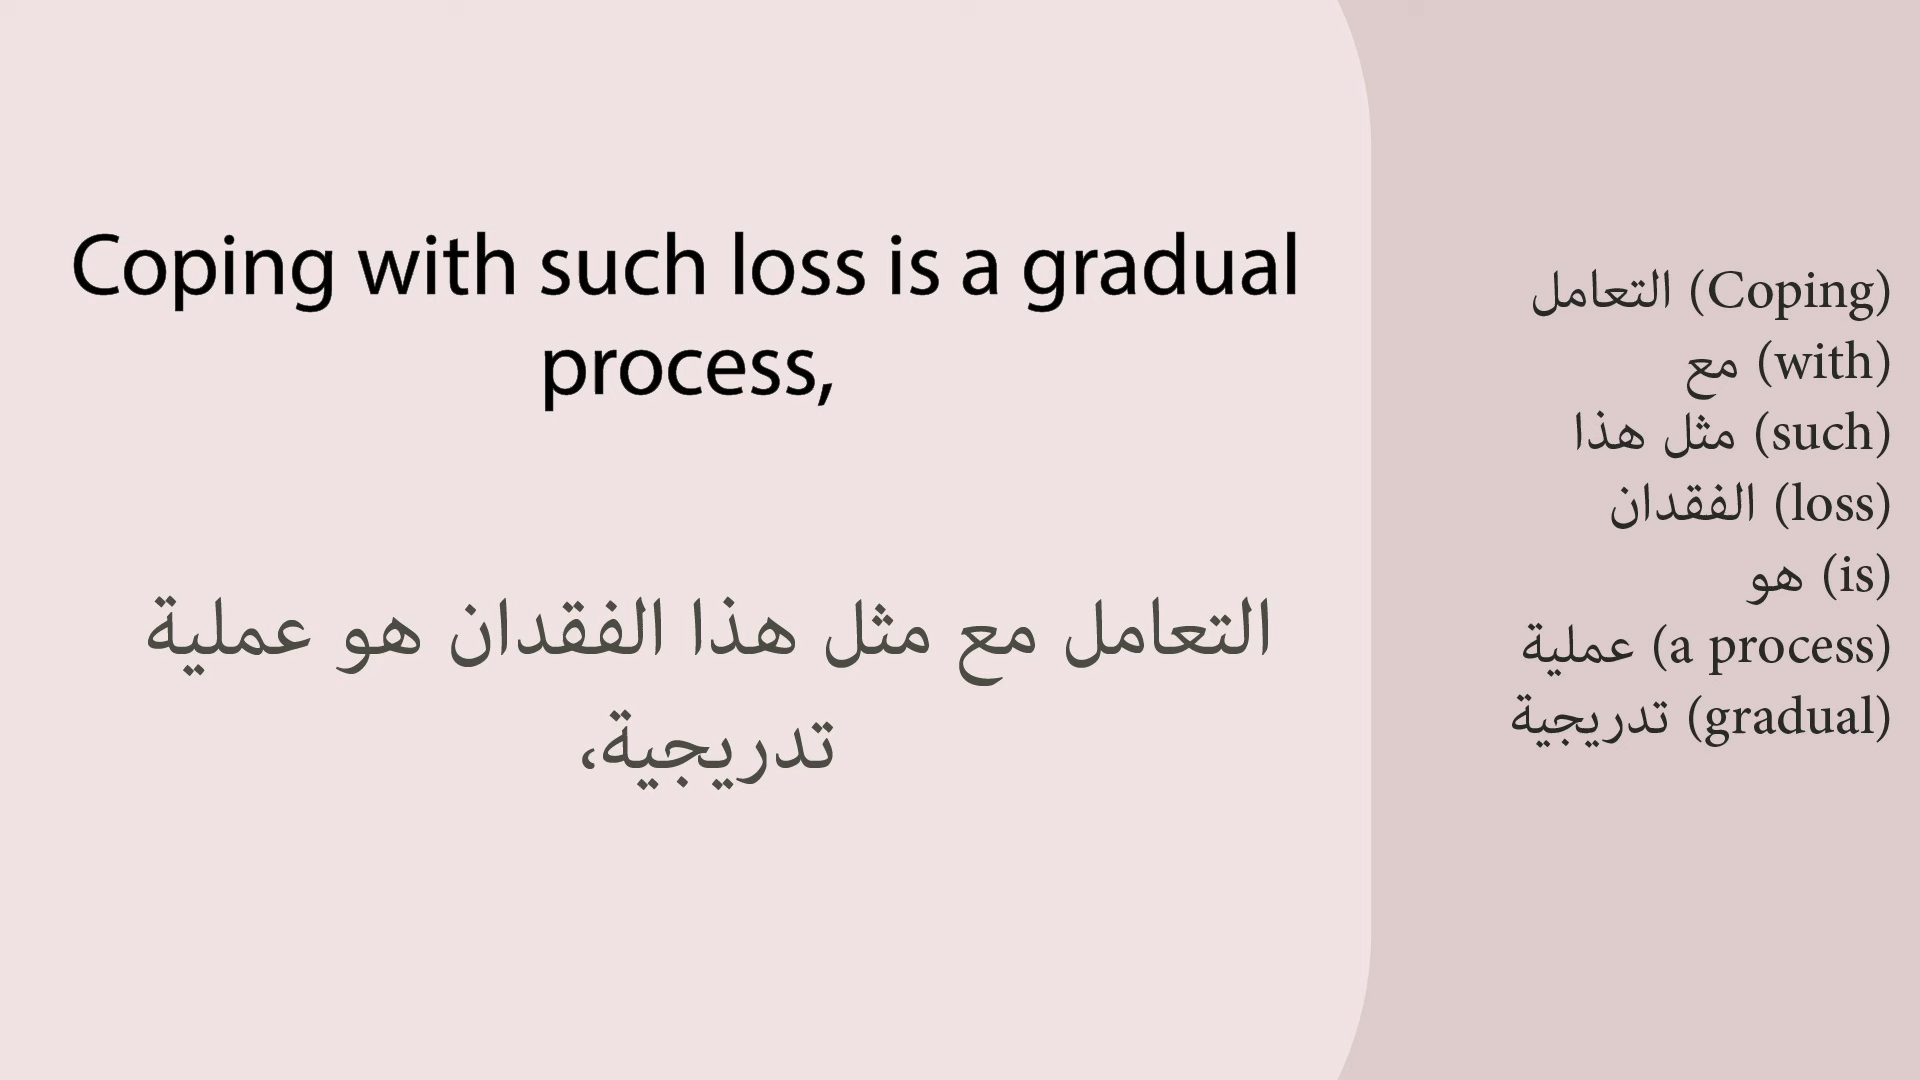 Coping with such loss is a gradual
process,
التعامل مع مثل هذا الفقدان هو عملية
تدريجية،
(Coping) التعامل
(with) مع
(such) مثل هذا
(loss) الفقدان
(is) هو
(a process) عملية
(gradual) تدريجية